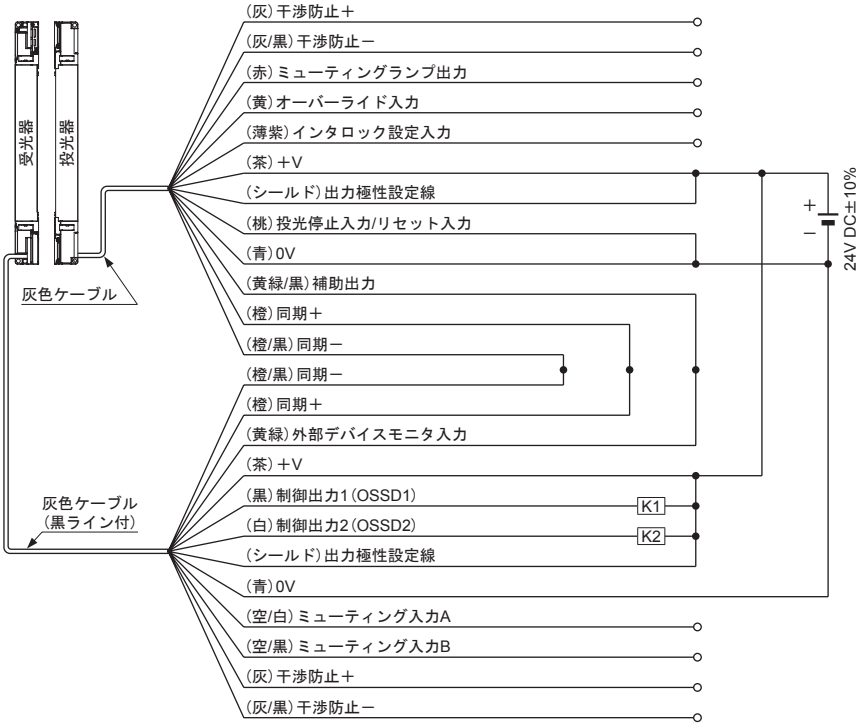 (灰)干渉防止＋
(灰/黒)干渉防止－
(赤)ミューティングランプ出力
(黄)オーバーライド入力
(薄紫)インタロック設定入力
(茶)＋V
(シールド)出力極性設定線
(桃)投光停止入力/リセット入力
(青)0V
(黄緑/黒)補助出力
(橙)同期＋
(橙/黒)同期－
(橙/黒)同期－
(橙)同期＋
(黄緑)外部デバイスモニタ入力
(茶)＋V
(黒)制御出力1(OSSD1)
K1
(白)制御出力2(OSSD2)
K2
(シールド)出力極性設定線
(青)0V
(空/白)ミューティング入力A
(空/黒)ミューティング入力B
(灰)干渉防止＋
(灰/黒)干渉防止－
受光器
投光器
灰色ケーブル
灰色ケーブル
(黒ライン付)
＋
－
24V DC±10%